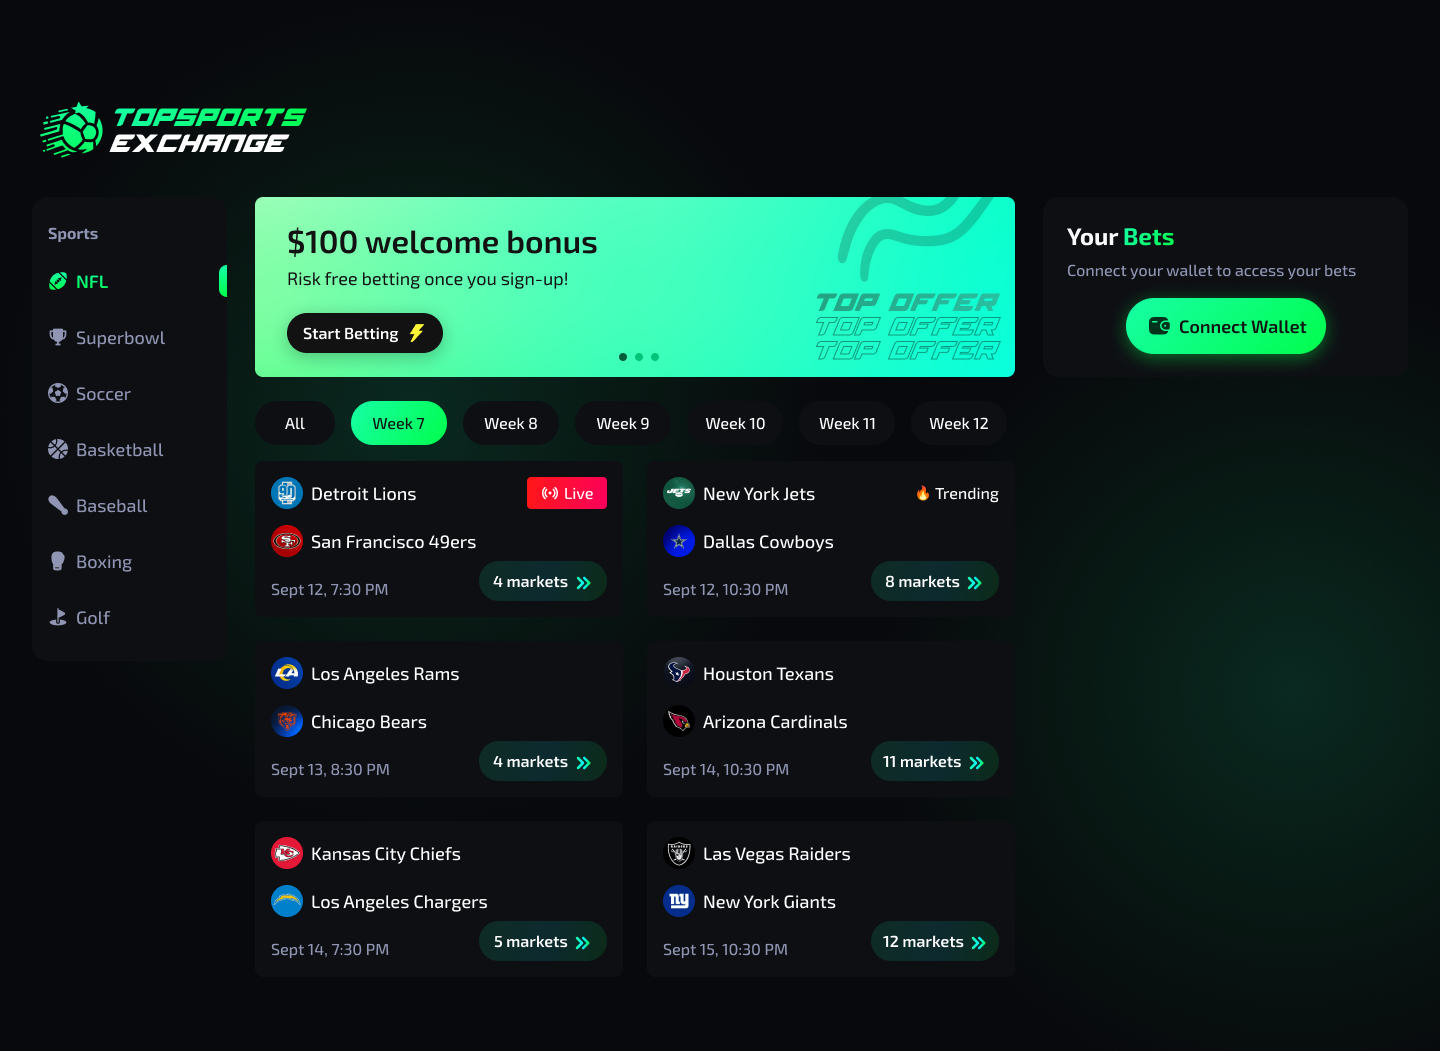 TOPSPORTS
EXCHANGE
Sports
NFL
Superbowl
Soccer
Basketball
Baseball
Boxing
Golf
$100 welcome bonus
Risk free betting once you sign-up!
Start Betting
TOP OFFER
TOP OFFER
TOP OFFER
All
Week 7
Week 8
Week 9
Week 10
Week 11
Week 12
Detroit Lions
Live
San Francisco 49ers
Sept 12, 7:30 PM
4 markets
New York Jets
Trending
Dallas Cowboys
Sept 12, 10:30 PM
8 markets
Los Angeles Rams
Chicago Bears
Sept 13, 8:30 PM
4 markets
Houston Texans
Arizona Cardinals
Sept 14, 10:30 PM
11 markets
Kansas City Chiefs
Los Angeles Chargers
Sept 14, 7:30 PM
5 markets
Las Vegas Raiders
New York Giants
ny
Sept 15, 10:30 PM
12 markets
Your Bets
Connect your wallet to access your bets
Connect Wallet